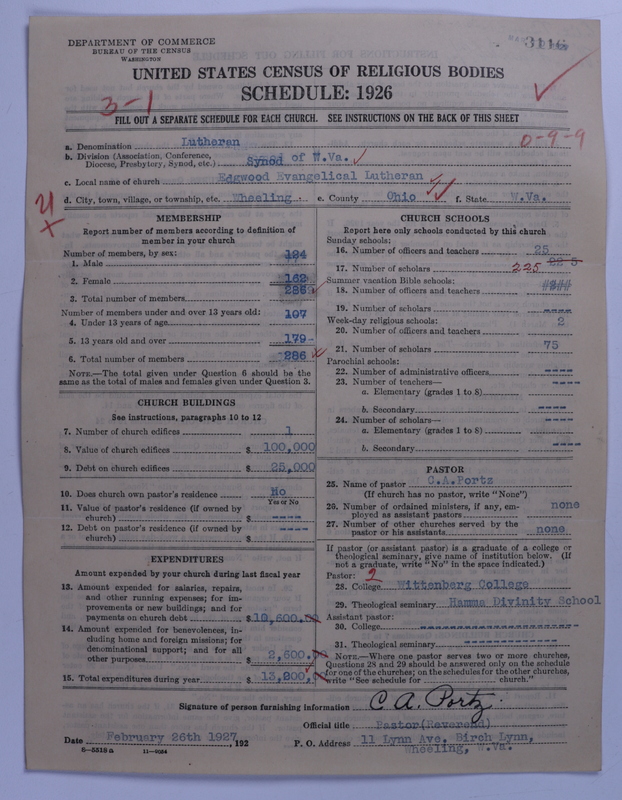 DEPARTMENT OF COMMERCE
BUREAU OF THE CENSUS
WASHINGTON
3116
UNITED STATES CENSUS OF RELIGIOUS BODIES
SCHEDULE: 1926
3-1
FILL OUT A SEPARATE SCHEDULE FOR EACH CHURCH. SEE INSTRUCTIONS ON THE BACK OF THIS SHEET
0-9-9
a. Denomination Lutheran
b. Division (Association, Conference, Diocese, Presbytery, Synod, etc.) Synod of W.Va.
c. Local name of church Edgwood Evangelical Lutheran
d. City, town, village, or township, etc. Wheeling e. County Ohio f. State W.Va.
MEMBERSHIP
Report number of members according to definition of
member in your church
Number of members, by sex:
1. Male 124
2. Female 162
3. Total number of members 286
Number of members under and over 13 years old:
4. Under 13 years of age 107
5. 13 years old and over 179
6. Total number of members 286
NOTE.—The total given under Question 6 should be the
same as the total of males and females given under Question 3.
CHURCH BUILDINGS
See instructions, paragraphs 10 to 12
7. Number of church edifices 1
8. Value of church edifices $ 100,000
9. Debt on church edifices $ 25,000
10. Does church own pastor's residence No
Yes or No
11. Value of pastor's residence (if owned by
church) $ ----
12. Debt on pastor's residence (if owned by
church) $ ----
EXPENDITURES
Amount expended by your church during last fiscal year
13. Amount expended for salaries, repairs,
and other running expenses; for im-
provements or new buildings; and for
payments on church debt $ 10,600.
14. Amount expended for benevolences, in-
cluding home and foreign missions; for
denominational support; and for all
other purposes $ 2,600.
15. Total expenditures during year $ 13,200.
CHURCH SCHOOLS
Report here only schools conducted by this church
Sunday schools:
16. Number of officers and teachers 25
17. Number of scholars 225
Summer vacation Bible schools:
18. Number of officers and teachers
19. Number of scholars ----
Week-day religious schools:
20. Number of officers and teachers 2
21. Number of scholars 75
Parochial schools:
22. Number of administrative officers ----
23. Number of teachers— ----
a. Elementary (grades 1 to 8)
b. Secondary ----
24. Number of scholars— ----
a. Elementary (grades 1 to 8)
b. Secondary ----
PASTOR
25. Name of pastor C.A.Portz
(If church has no pastor, write "None")
26. Number of ordained ministers, if any, em-
ployed as assistant pastors none
27. Number of other churches served by the
pastor or his assistants none
If pastor (or assistant pastor) is a graduate of a college or
theological seminary, give name of institution below. (If
not a graduate, write "No" in the space indicated.)
Pastor: 2
28. College Wittenberg College
29. Theological seminary Hamma Divinity School
Assistant pastor:
30. College ----------------
31. Theological seminary --------------
NOTE.—Where one pastor serves two or more churches,
Questions 28 and 29 should be answered only on the schedule
for one of the churches; on the schedules for the other churches,
write "See schedule for church."
Signature of person furnishing information C A. Portz.
Official title Pastor(Reverend)
Date February 26th 1927, 192 P. O. Address 11 Lynn Ave. Birch Lynn,
Wheeling, W.Va.
6—5518 a 11—9034